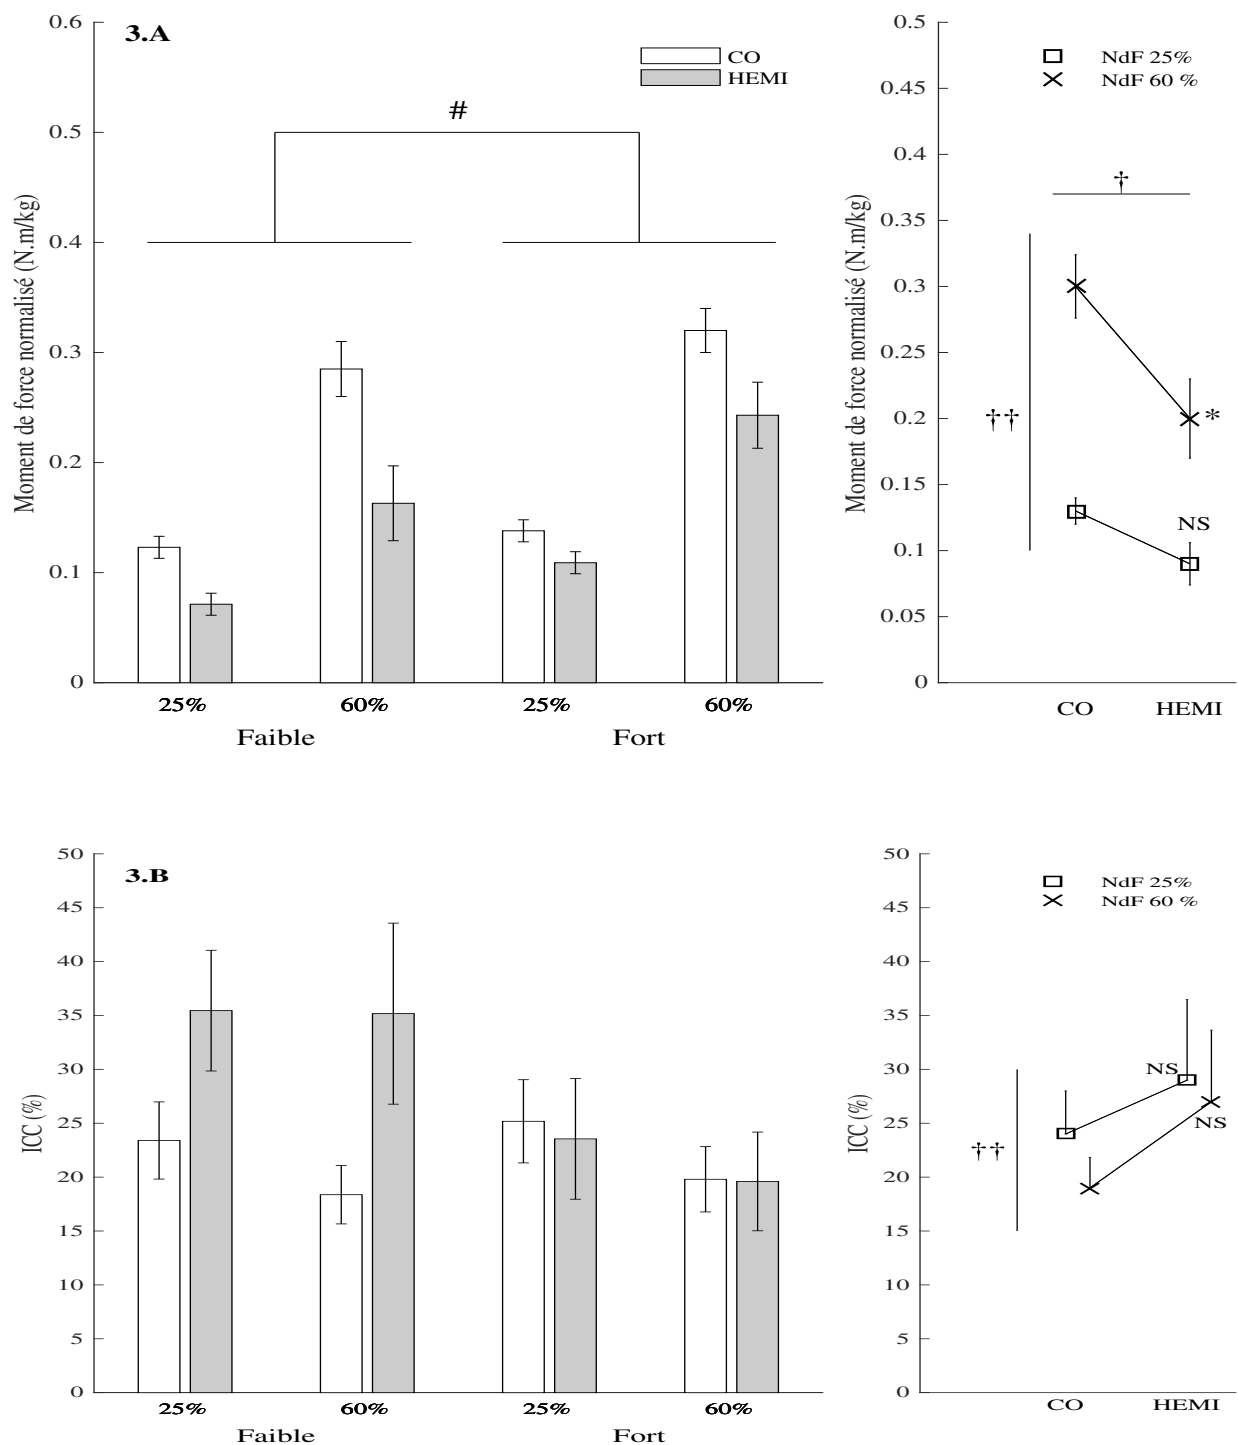 3.A
CO
HEMI
#
0.6
0.5
0.4
0.3
0.2
0.1
0
Moment de force normalisé (N.m/kg)
25% 60% 25% 60%
Faible Fort
NdF 25%
NdF 60 %
†
††
*
NS
0.5
0.45
0.4
0.35
0.3
0.25
0.2
0.15
0.1
0.05
0
Moment de force normalisé (N.m/kg)
CO HEMI
3.B
50
45
40
35
30
25
20
15
10
5
0
ICC (%)
25% 60% 25% 60%
Faible Fort
NdF 25%
NdF 60 %
NS
NS
††
50
45
40
35
30
25
20
15
10
5
0
ICC (%)
CO HEMI